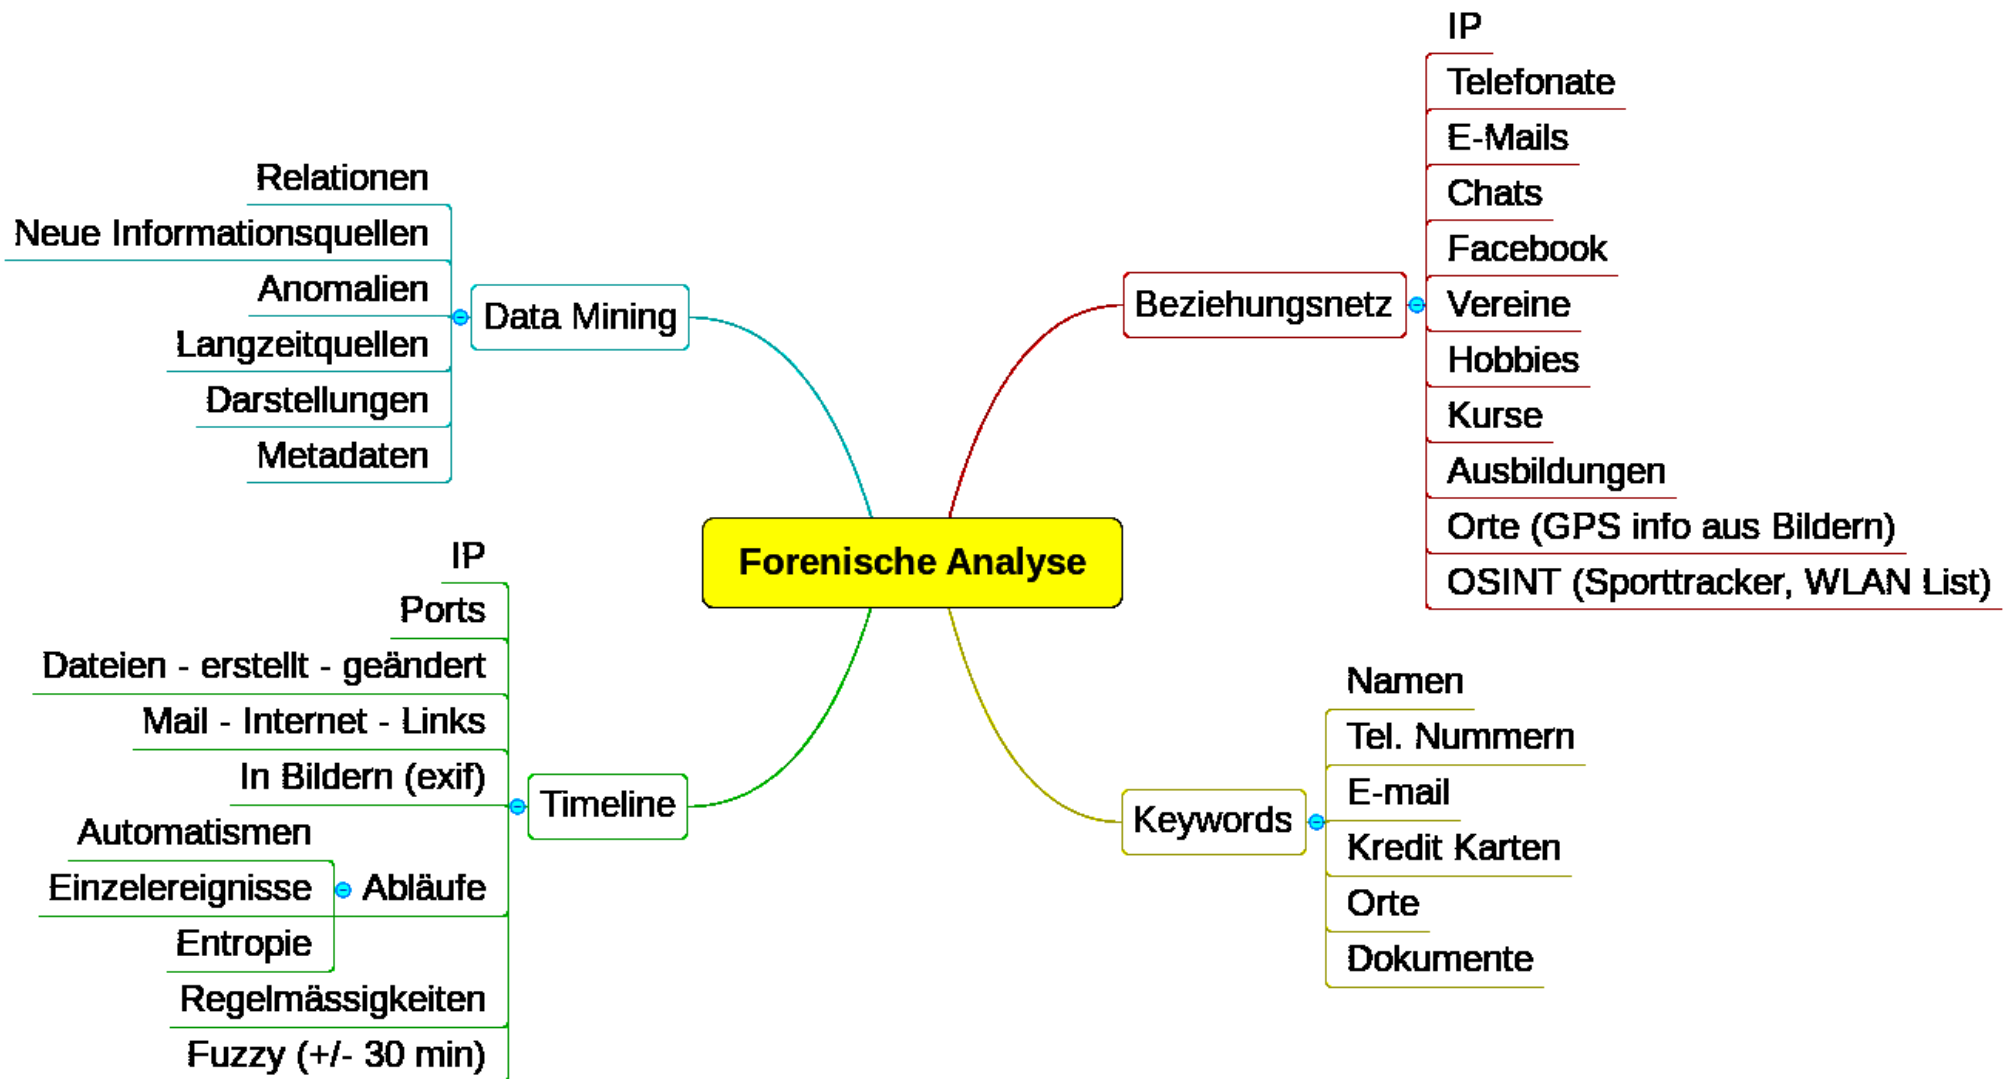 Forenische Analyse
Data Mining
Relationen
Neue Informationsquellen
Anomalien
Langzeitquellen
Darstellungen
Metadaten
Timeline
IP
Ports
Dateien - erstellt - geändert
Mail - Internet - Links
In Bildern (exif)
Abläufe
Automatismen
Einzelereignisse
Entropie
Regelmässigkeiten
Fuzzy (+/- 30 min)
Beziehungsnetz
IP
Telefonate
E-Mails
Chats
Facebook
Vereine
Hobbies
Kurse
Ausbildungen
Orte (GPS info aus Bildern)
OSINT (Sporttracker, WLAN List)
Keywords
Namen
Tel. Nummern
E-mail
Kredit Karten
Orte
Dokumente